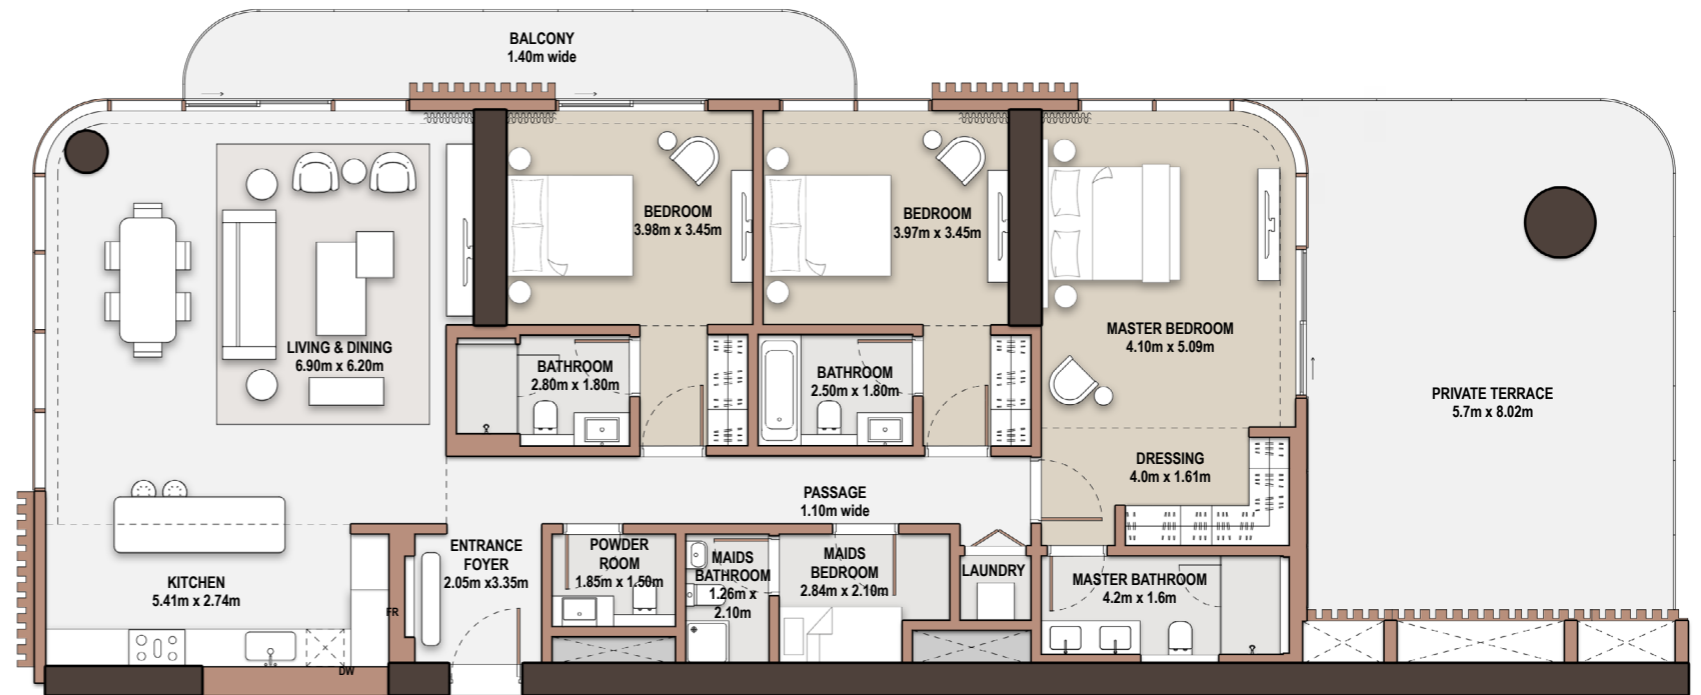 BALCONY
1.40m wide
BEDROOM
3.98m x 3.45m
BEDROOM
3.97m x 3.45m
MASTER BEDROOM
4.10m x 5.09m
LIVING & DINING
6.90m x 6.20m
BATHROOM
2.80m x 1.80m
BATHROOM
2.50m x 1.80m
PRIVATE TERRACE
5.7m x 8.02m
DRESSING
4.0m x 1.61m
PASSAGE
1.10m wide
KITCHEN
5.41m x 2.74m
FR
DW
ENTRANCE
FOYER
2.05m x3.35m
POWDER
ROOM
1.85m x 1.50m
MAIDS
BATHROOM
1.26m x
2.10m
MAIDS
BEDROOM
2.84m x 2.10m
LAUNDRY
MASTER BATHROOM
4.2m x 1.6m